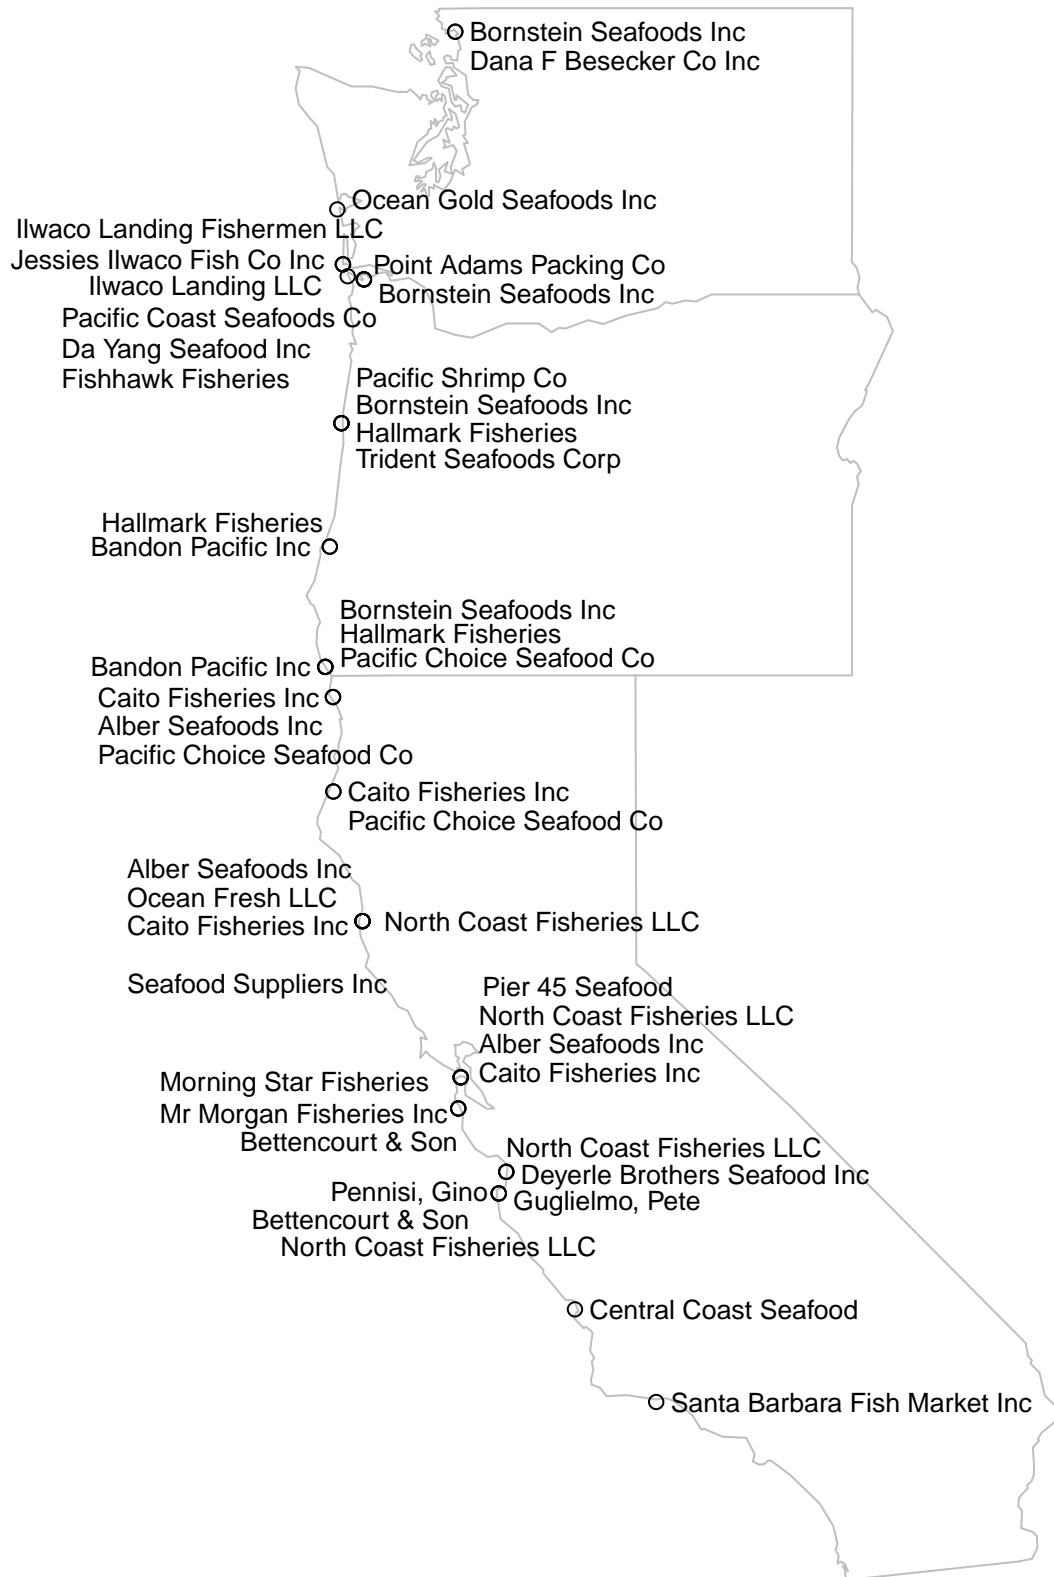 Bornstein Seafoods Inc
Dana F Besecker Co Inc
Ocean Gold Seafoods Inc
Ilwaco Landing Fishermen LLC
Jessies Ilwaco Fish Co Inc
Point Adams Packing Co
Ilwaco Landing LLC
Bornstein Seafoods Inc
Pacific Coast Seafoods Co
Da Yang Seafood Inc
Fishhawk Fisheries
Pacific Shrimp Co
Bornstein Seafoods Inc
Hallmark Fisheries
Trident Seafoods Corp
Hallmark Fisheries
Bandon Pacific Inc
Bornstein Seafoods Inc
Hallmark Fisheries
Pacific Choice Seafood Co
Bandon Pacific Inc
Caito Fisheries Inc
Alber Seafoods Inc
Pacific Choice Seafood Co
Caito Fisheries Inc
Pacific Choice Seafood Co
Alber Seafoods Inc
Ocean Fresh LLC
Caito Fisheries Inc
North Coast Fisheries LLC
Seafood Suppliers Inc
Pier 45 Seafood
North Coast Fisheries LLC
Alber Seafoods Inc
Caito Fisheries Inc
Morning Star Fisheries
Mr Morgan Fisheries Inc
Bettencourt & Son
North Coast Fisheries LLC
Deyerle Brothers Seafood Inc
Pennisi, Gino
Guglielmo, Pete
Bettencourt & Son
North Coast Fisheries LLC
Central Coast Seafood
Santa Barbara Fish Market Inc